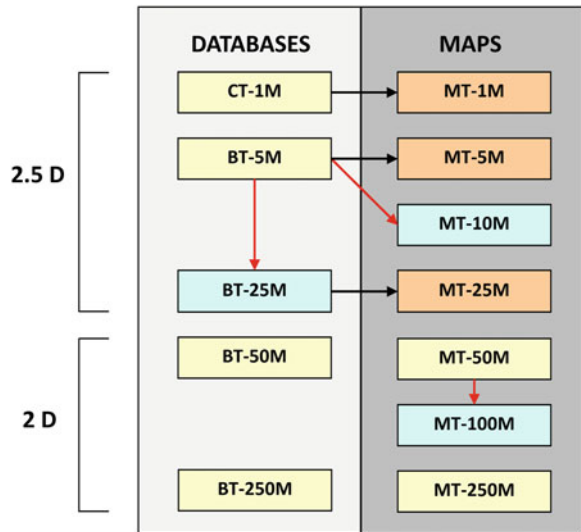 DATABASES MAPS
CT-1M MT-1M
BT-5M MT-5M
2.5 D
MT-10M
BT-25M MT-25M
BT-50M MT-50M
2 D
MT-100M
BT-250M MT-250M